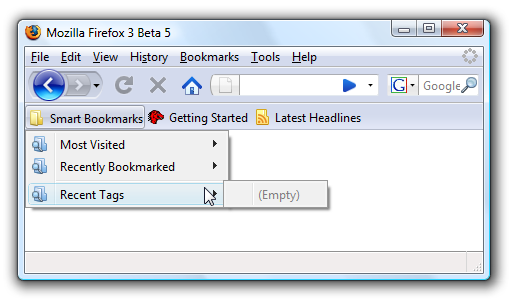 Mozilla Firefox 3 Beta 5
File Edit View History Bookmarks Tools Help
G Google
Smart Bookmarks Getting Started Latest Headlines
Most Visited
Recently Bookmarked
Recent Tags (Empty)